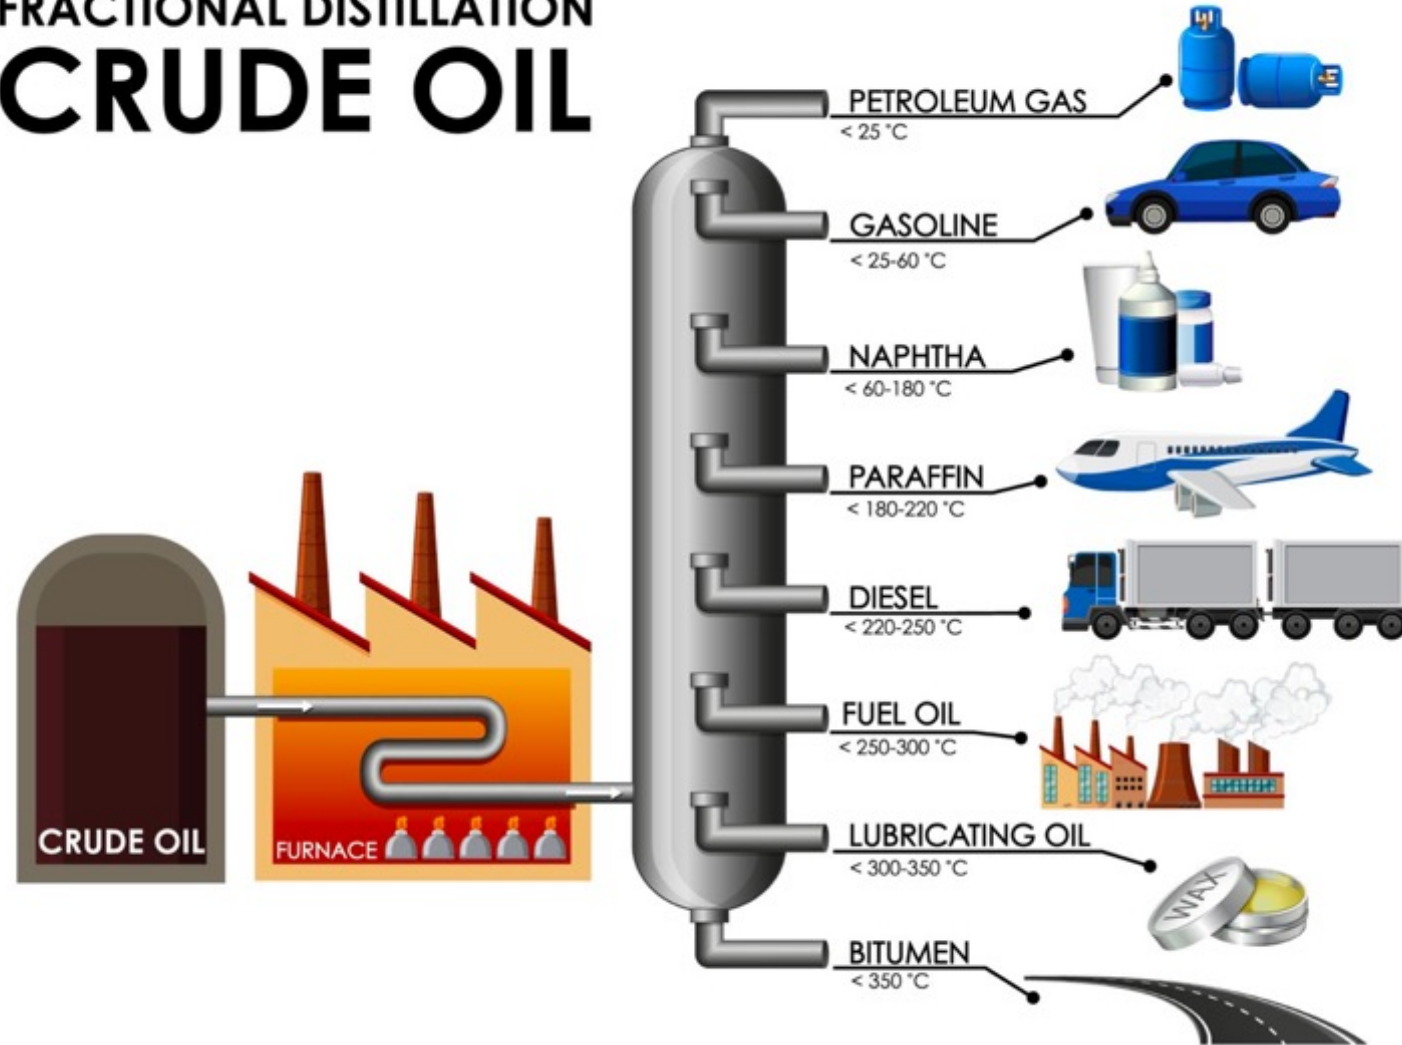 FRACTIONAL DISTILLATION
CRUDE OIL
PETROLEUM GAS
< 25 °C
GASOLINE
< 25-60 °C
NAPHTHA
< 60-180 °C
PARAFFIN
< 180-220 °C
DIESEL
< 220-250 °C
FUEL OIL
< 250-300 °C
LUBRICATING OIL
< 300-350 °C
WAX
BITUMEN
< 350 °C
CRUDE OIL
FURNACE